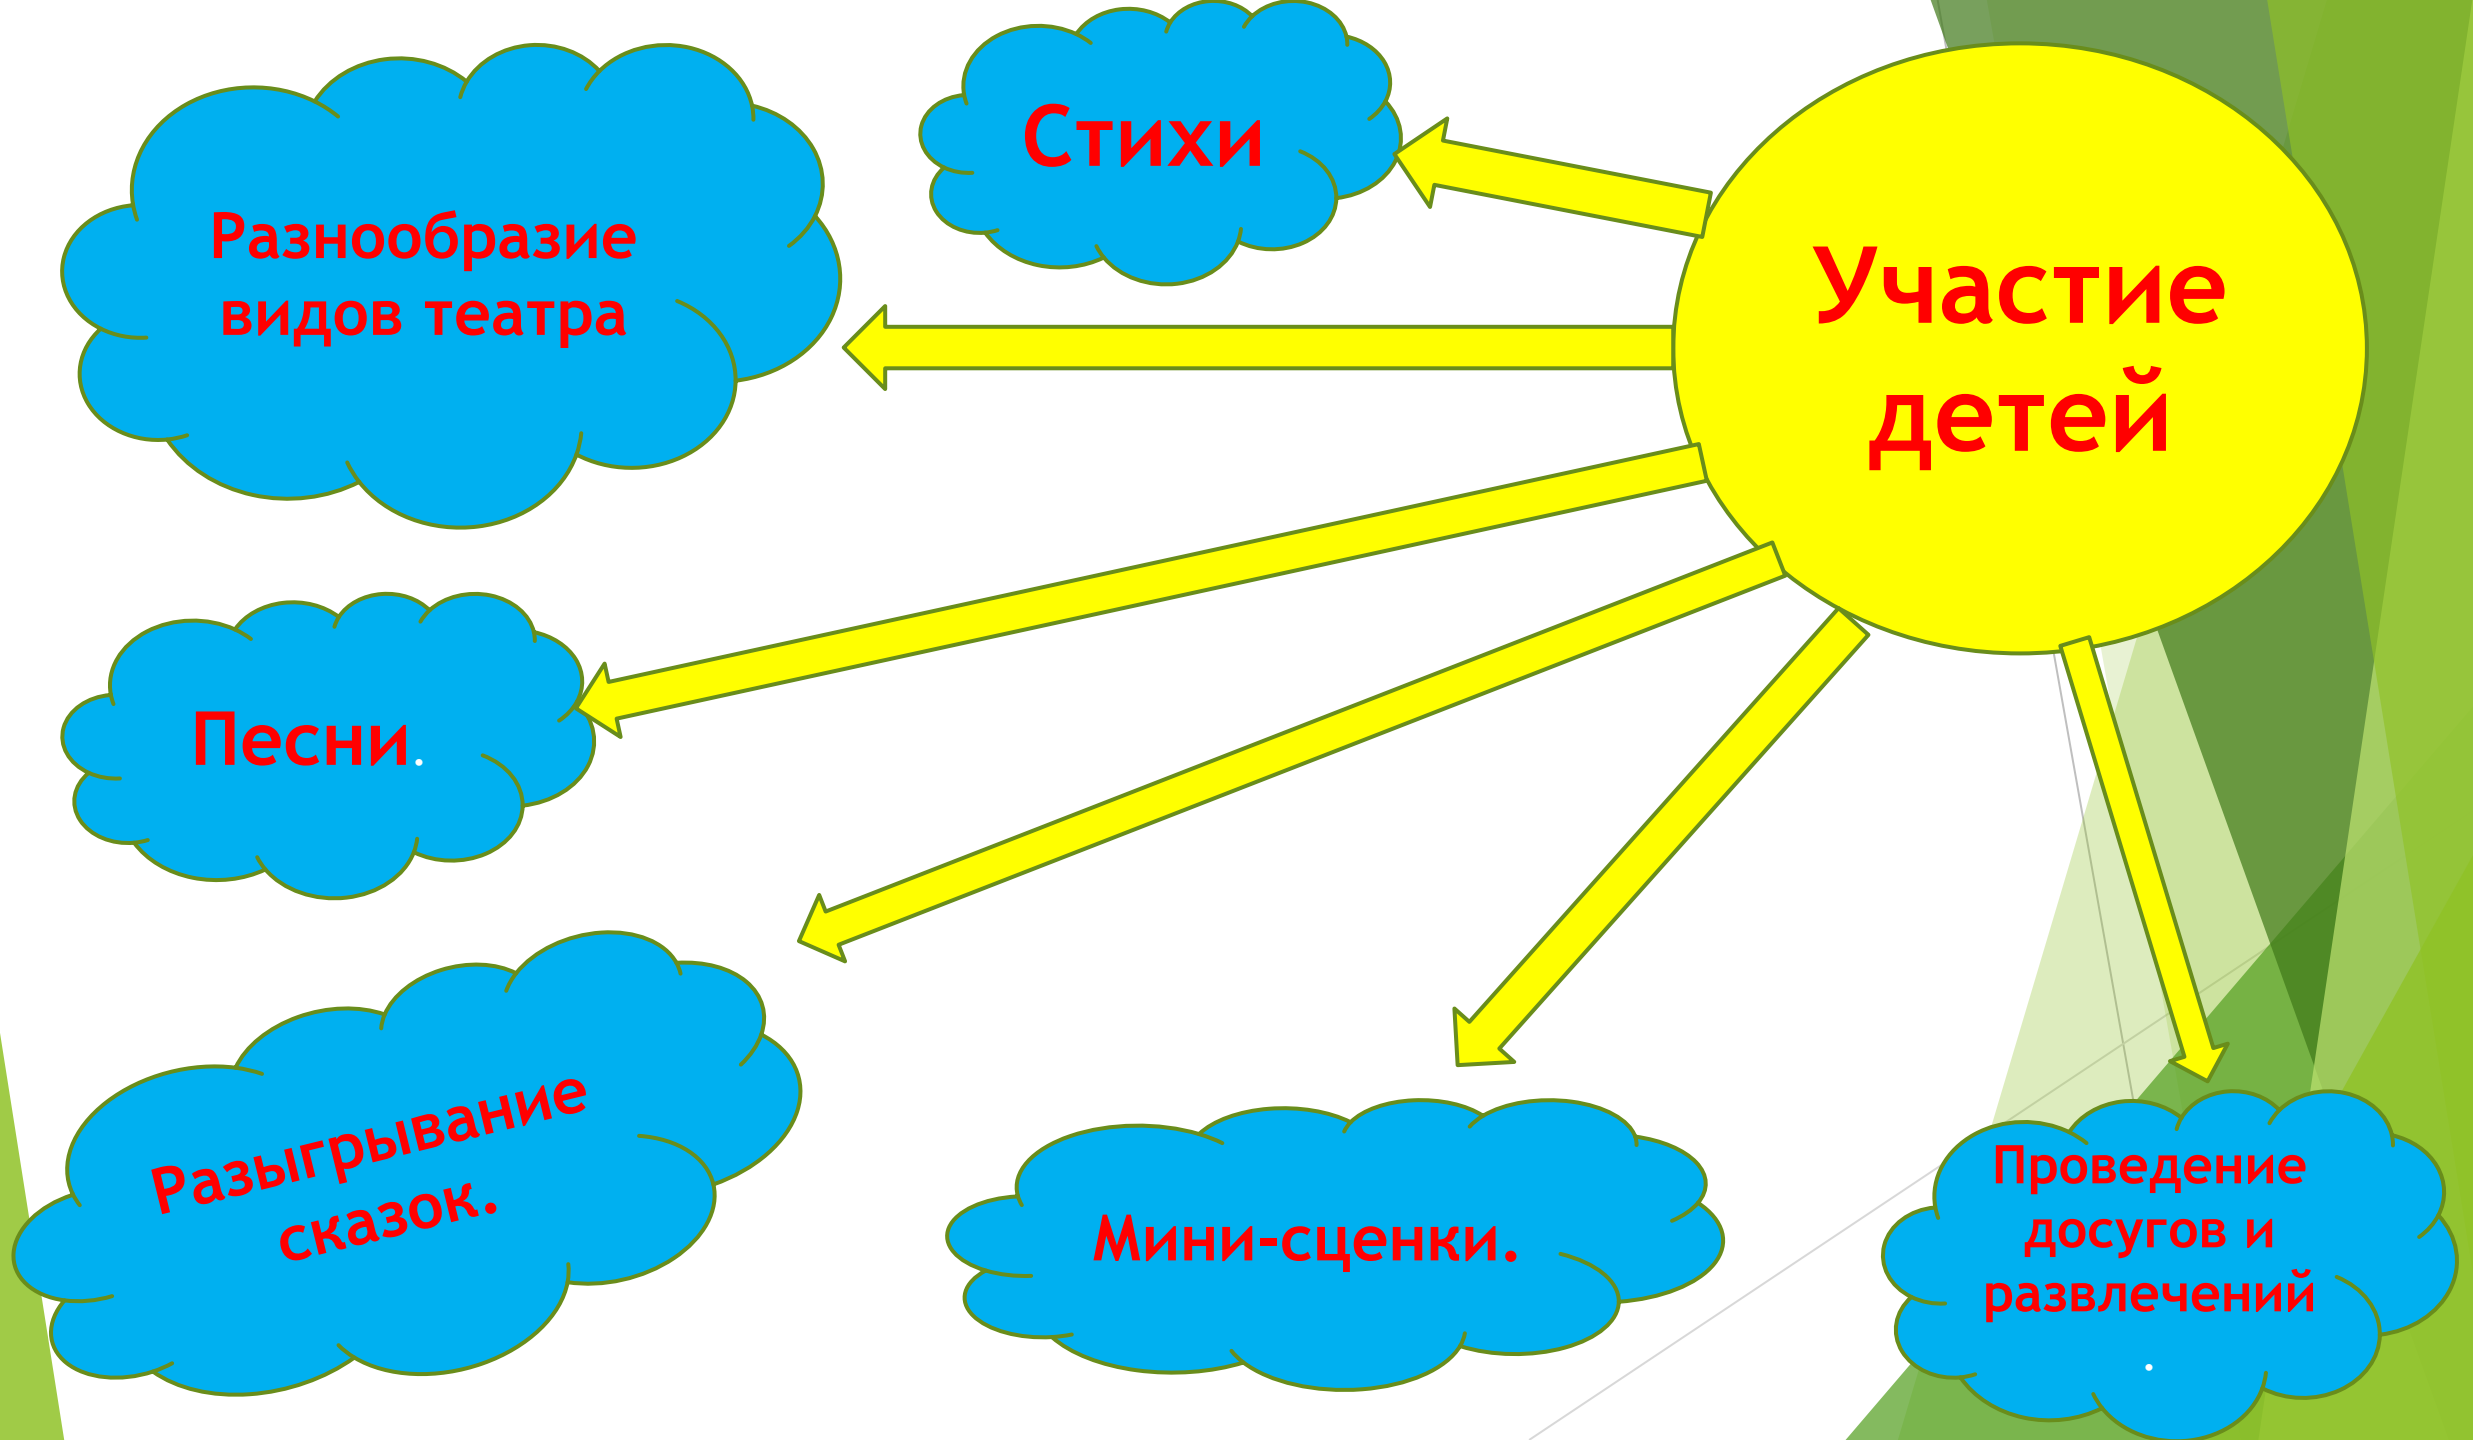 Стихи
Разнообразие
видов театра
Участие
детей
Песни.
Разыгрывание
сказок.
Мини-сценки.
Проведение
досугов и
развлечений
.